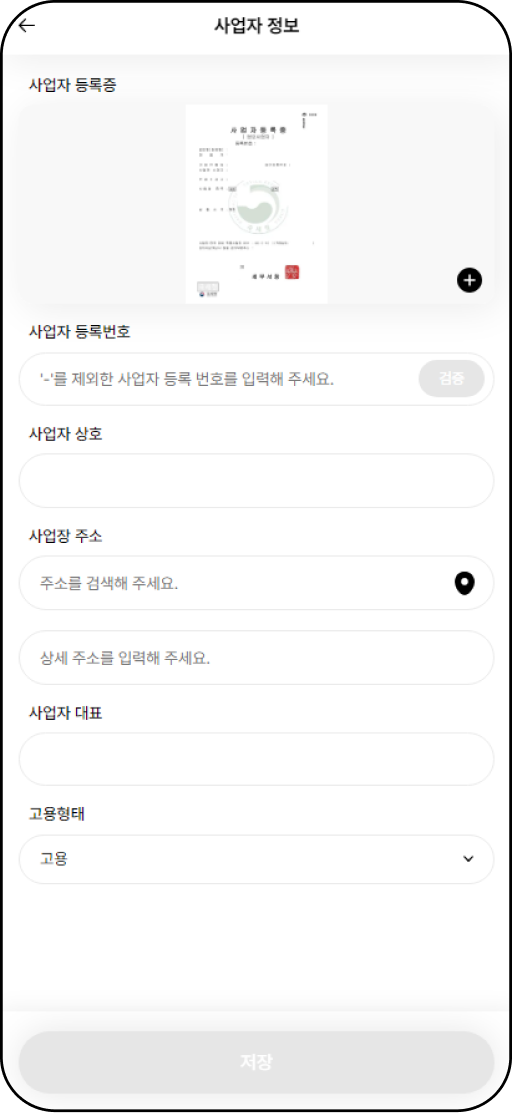 사업자 정보
사업자 등록증
사 업 자 등 록 증
등록번호 :
세 무 서 장
사업자 등록번호
'-'를 제외한 사업자 등록 번호를 입력해 주세요.
검증
사업자 상호
사업장 주소
주소를 검색해 주세요.
상세 주소를 입력해 주세요.
사업자 대표
고용형태
고용
저장